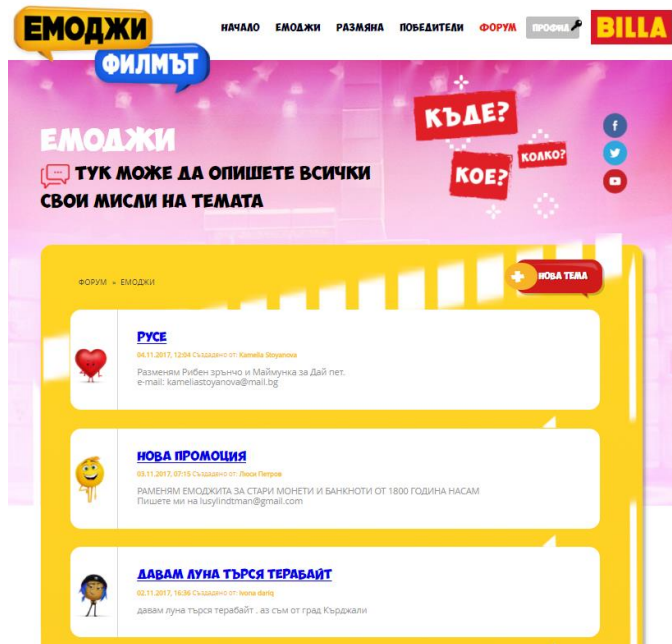 ЕМОДЖИ
ФИЛМЪТ
НАЧАЛО ЕМОДЖИ РАЗМЯНА ПОБЕДИТЕЛИ ФОРУМ ПРОФИЛ
BILLA
ЕМОДЖИ
ТУК МОЖЕ ДА ОПИШЕТЕ ВСИЧКИ
СВОИ МИСЛИ НА ТЕМАТА
КЪДЕ?
КОЛКО?
КОЕ?
ФОРУМ » ЕМОДЖИ
НОВА ТЕМА
РУСЕ
04.11.2017, 12:04 Създадено от: Kamelia Stoyanova
Разменям Рибен зрънчо и Маймунка за Дай пет.
e-mail: kameliastoyanova@mail.bg
НОВА ПРОМОЦИЯ
03.11.2017, 07:15 Създадено от: Люси Петров
РАМЕНЯМ ЕМОДЖИТА ЗА СТАРИ МОНЕТИ И БАНКНОТИ ОТ 1800 ГОДИНА НАСАМ
Пишете ми на lusylindtman@gmail.com
ДАВАМ ЛУНА ТЪРСЯ ТЕРАБАЙТ
02.11.2017, 16:36 Създадено от: Ivona dariq
давам луна търся терабайт . аз съм от град Кърджали